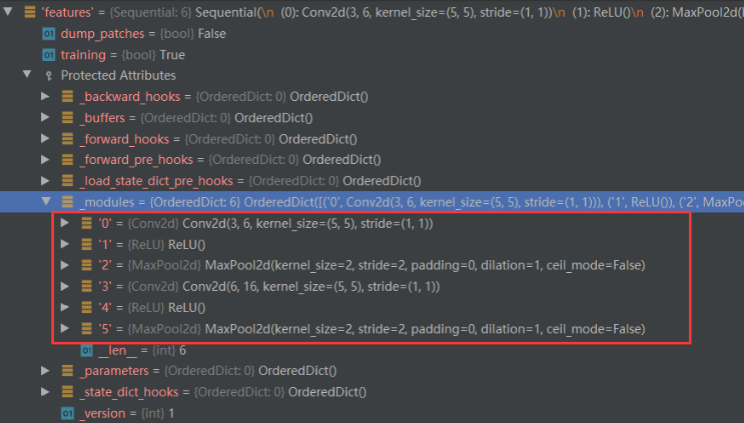 'features' = {Sequential: 6} Sequential(\n (0): Conv2d(3, 6, kernel_size=(5, 5), stride=(1, 1))\n (1): ReLU()\n (2): MaxPool2d(
dump_patches = {bool} False
training = {bool} True
Protected Attributes
_backward_hooks = {OrderedDict: 0} OrderedDict()
_buffers = {OrderedDict: 0} OrderedDict()
_forward_hooks = {OrderedDict: 0} OrderedDict()
_forward_pre_hooks = {OrderedDict: 0} OrderedDict()
_load_state_dict_pre_hooks = {OrderedDict: 0} OrderedDict()
_modules = {OrderedDict: 6} OrderedDict([('0', Conv2d(3, 6, kernel_size=(5, 5), stride=(1, 1))), ('1', ReLU()), ('2', MaxPo
'0' = {Conv2d} Conv2d(3, 6, kernel_size=(5, 5), stride=(1, 1))
'1' = {ReLU} ReLU()
'2' = {MaxPool2d} MaxPool2d(kernel_size=2, stride=2, padding=0, dilation=1, ceil_mode=False)
'3' = {Conv2d} Conv2d(6, 16, kernel_size=(5, 5), stride=(1, 1))
'4' = {ReLU} ReLU()
'5' = {MaxPool2d} MaxPool2d(kernel_size=2, stride=2, padding=0, dilation=1, ceil_mode=False)
__len__ = {int} 6
_parameters = {OrderedDict: 0} OrderedDict()
_state_dict_hooks = {OrderedDict: 0} OrderedDict()
_version = {int} 1